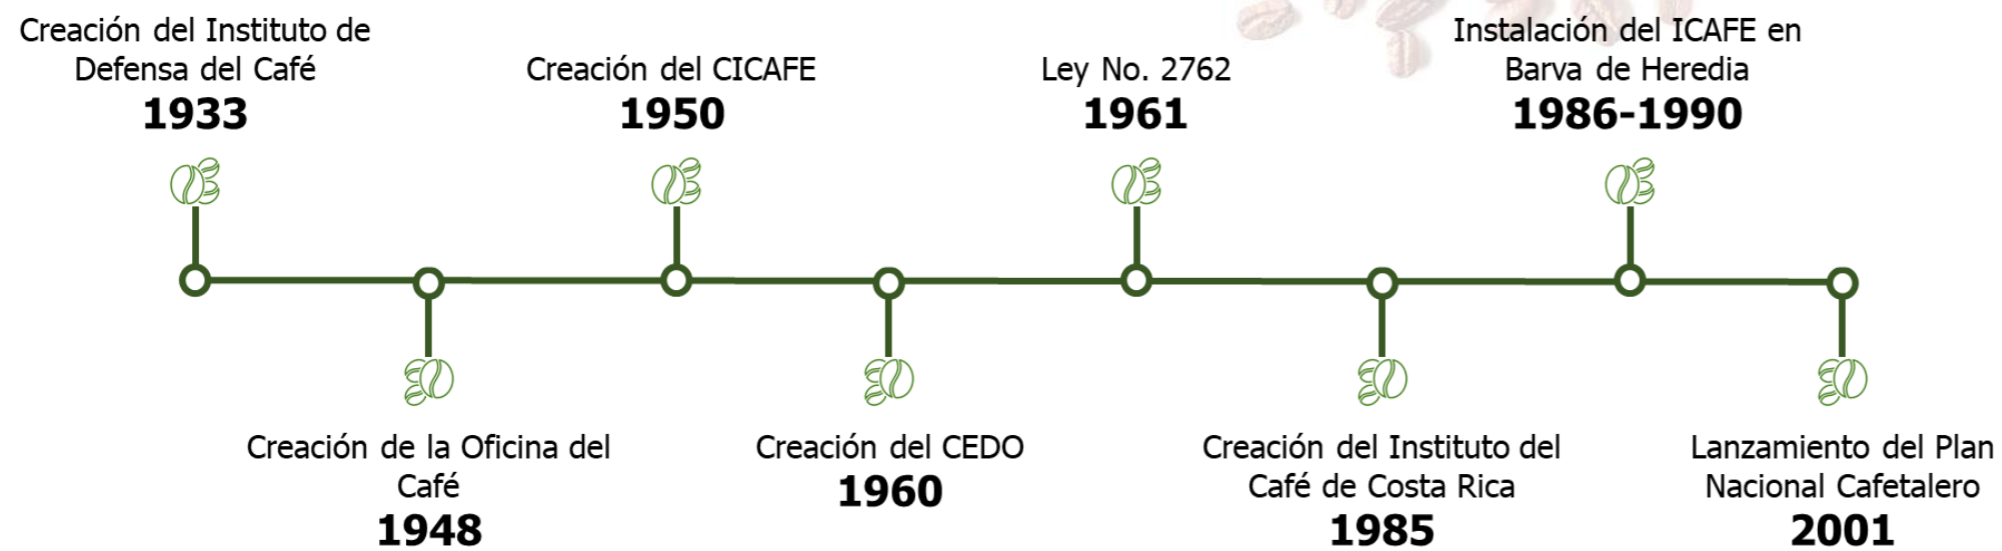 Creación del Instituto de
Defensa del Café
1933
Creación de la Oficina del
Café
1948
Creación del CICAFE
1950
Creación del CEDO
1960
Ley No. 2762
1961
Creación del Instituto del
Café de Costa Rica
1985
Instalación del ICAFE en
Barva de Heredia
1986-1990
Lanzamiento del Plan
Nacional Cafetalero
2001